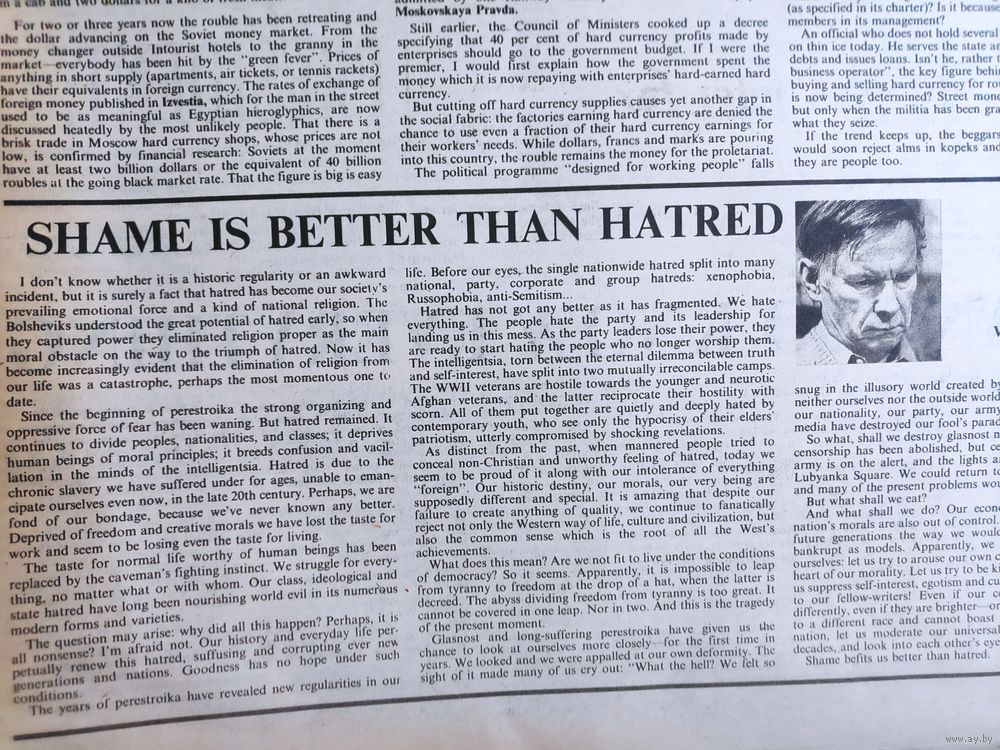 For two or three years now the rouble has been retreating and
the dollar advancing on the Soviet money market. From the
money changer outside Intourist hotels to the granny in the
market—everybody has been hit by the "green fever". Prices of
anything in short supply (apartments, air tickets, or tennis rackets)
have their equivalents in foreign currency. The rates of exchange of
foreign money published in Izvestia, which for the man in the street
used to be as meaningful as Egyptian hieroglyphics, are now
discussed heatedly by the most unlikely people. That there is a
brisk trade in Moscow hard currency shops, whose prices are not
low, is confirmed by financial research: Soviets at the moment
have at least two billion dollars or the equivalent of 40 billion
roubles at the going black market rate. That the figure is big is easy
Moskovskaya Pravda.
Still earlier, the Council of Ministers cooked up a decree
specifying that 40 per cent of hard currency profits made by
enterprises should go to the government budget. If I were the
premier, I would first explain how the government spent the
money which it is now repaying with enterprises' hard-earned hard
currency.
But cutting off hard currency supplies causes yet another gap in
the social fabric: the factories earning hard currency are denied the
chance to use even a fraction of their hard currency earnings for
their workers' needs. While dollars, francs and marks are pouring
into this country, the rouble remains the money for the proletariat.
The political programme "designed for working people" falls
(as specified in its charter)? Is it because
members in its management?
An official who does not hold several
on thin ice today. He serves the state an
debts and issues loans. Isn't he, rather t
business operator", the key figure behin
buying and selling hard currency for ro
is now being determined? Street mone
but only when the militia has been gra
what they seize.
If the trend keeps up, the beggars
would soon reject alms in kopeks and
they are people too.
SHAME IS BETTER THAN HATRED
I don't know whether it is a historic regularity or an awkward
incident, but it is surely a fact that hatred has become our society's
prevailing emotional force and a kind of national religion. The
Bolsheviks understood the great potential of hatred early, so when
they captured power they eliminated religion proper as the main
moral obstacle on the way to the triumph of hatred. Now it has
become increasingly evident that the elimination of religion from
our life was a catastrophe, perhaps the most momentous one to
date.
Since the beginning of perestroika the strong organizing and
oppressive force of fear has been waning. But hatred remained. It
continues to divide peoples, nationalities, and classes; it deprives
human beings of moral principles; it breeds confusion and vacil-
lation in the minds of the intelligentsia. Hatred is due to the
chronic slavery we have suffered under for ages, unable to eman-
cipate ourselves even now, in the late 20th century. Perhaps, we are
fond of our bondage, because we've never known any better.
Deprived of freedom and creative morals we have lost the taste for
work and seem to be losing even the taste for living.
The taste for normal life worthy of human beings has been
replaced by the caveman's fighting instinct. We struggle for every-
thing, no matter what or with whom. Our class, ideological and
state hatred have long been nourishing world evil in its numerous
modern forms and varieties.
The question may arise: why did all this happen? Perhaps, it is
all nonsense? I'm afraid not. Our history and everyday life per-
petually renew this hatred, suffusing and corrupting ever new
generations and nations. Goodness has no hope under such
conditions.
The years of perestroika have revealed new regularities in our
life. Before our eyes, the single nationwide hatred split into many
national, party, corporate and group hatreds: xenophobia,
Russophobia, anti-Semitism...
Hatred has not got any better as it has fragmented. We hate
everything. The people hate the party and its leadership for
landing us in this mess. As the party leaders lose their power, they
are ready to start hating the people who no longer worship them.
The intelligentsia, torn between the eternal dilemma between truth
and self-interest, have split into two mutually irreconcilable camps.
The WWII veterans are hostile towards the younger and neurotic
Afghan veterans, and the latter reciprocate their hostility with
scorn. All of them put together are quietly and deeply hated by
contemporary youth, who see only the hypocrisy of their elders'
patriotism, utterly compromised by shocking revelations.
As distinct from the past, when mannered people tried to
conceal non-Christian and unworthy feeling of hatred, today we
seem to be proud of it along with our intolerance of everything
"foreign". Our historic destiny, our morals, our very being are
supposedly different and special. It is amazing that despite our
failure to create anything of quality, we continue to fanatically
reject not only the Western way of life, culture and civilization, but
also the common sense which is the root of all the West's
achievements.
What does this mean? Are we not fit to live under the conditions
of democracy? So it seems. Apparently, it is impossible to leap
from tyranny to freedom at the drop of a hat, when the latter is
decreed. The abyss dividing freedom from tyranny is too great. It
cannot be covered in one leap. Nor in two. And this is the tragedy
of the present moment.
Glasnost and long-suffering perestroika have given us the
chance to look at ourselves more closely—for the first time in
years. We looked and we were appalled at our own deformity. The
sight of it made many of us cry out: "What the hell? We felt so
snug in the illusory world created by
neither ourselves nor the outside world
our nationality, our party, our army
media have destroyed our fool's parad
So what, shall we destroy glasnost n
censorship has been abolished, but ce
army is on the alert, and the lights a
Lubyanka Square. We could return to
and many of the present problems wou
But what shall we eat?
And what shall we do? Our econ
nation's morals are also out of control.
future generations the way we would
bankrupt as models. Apparently, we
ourselves: let us try to arouse our own c
heart of our morality. Let us try to be ki
us suppress self-interest, egotism and cu
to our fellow-writers! Even if our co
differently, even if they are brighter—or
to a different race and cannot boast
nation, let us moderate our universal
decades, and look into each other's eye
Shame befits us better than hatred.
www.ay.by